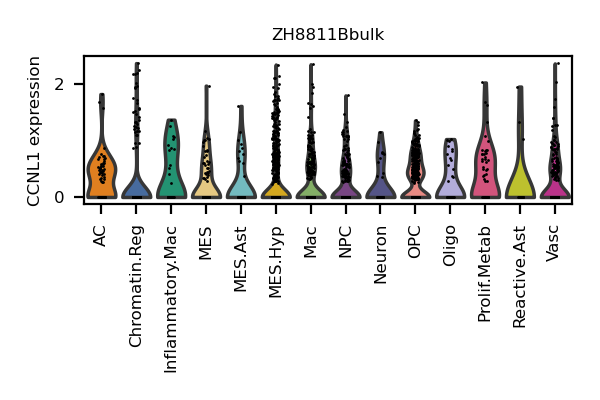 ZH8811Bbulk
CCNL1 expression
2
0
AC
Chromatin.Reg
Inflammatory.Mac
MES
MES.Ast
MES.Hyp
Mac
NPC
Neuron
OPC
Oligo
Prolif.Metab
Reactive.Ast
Vasc